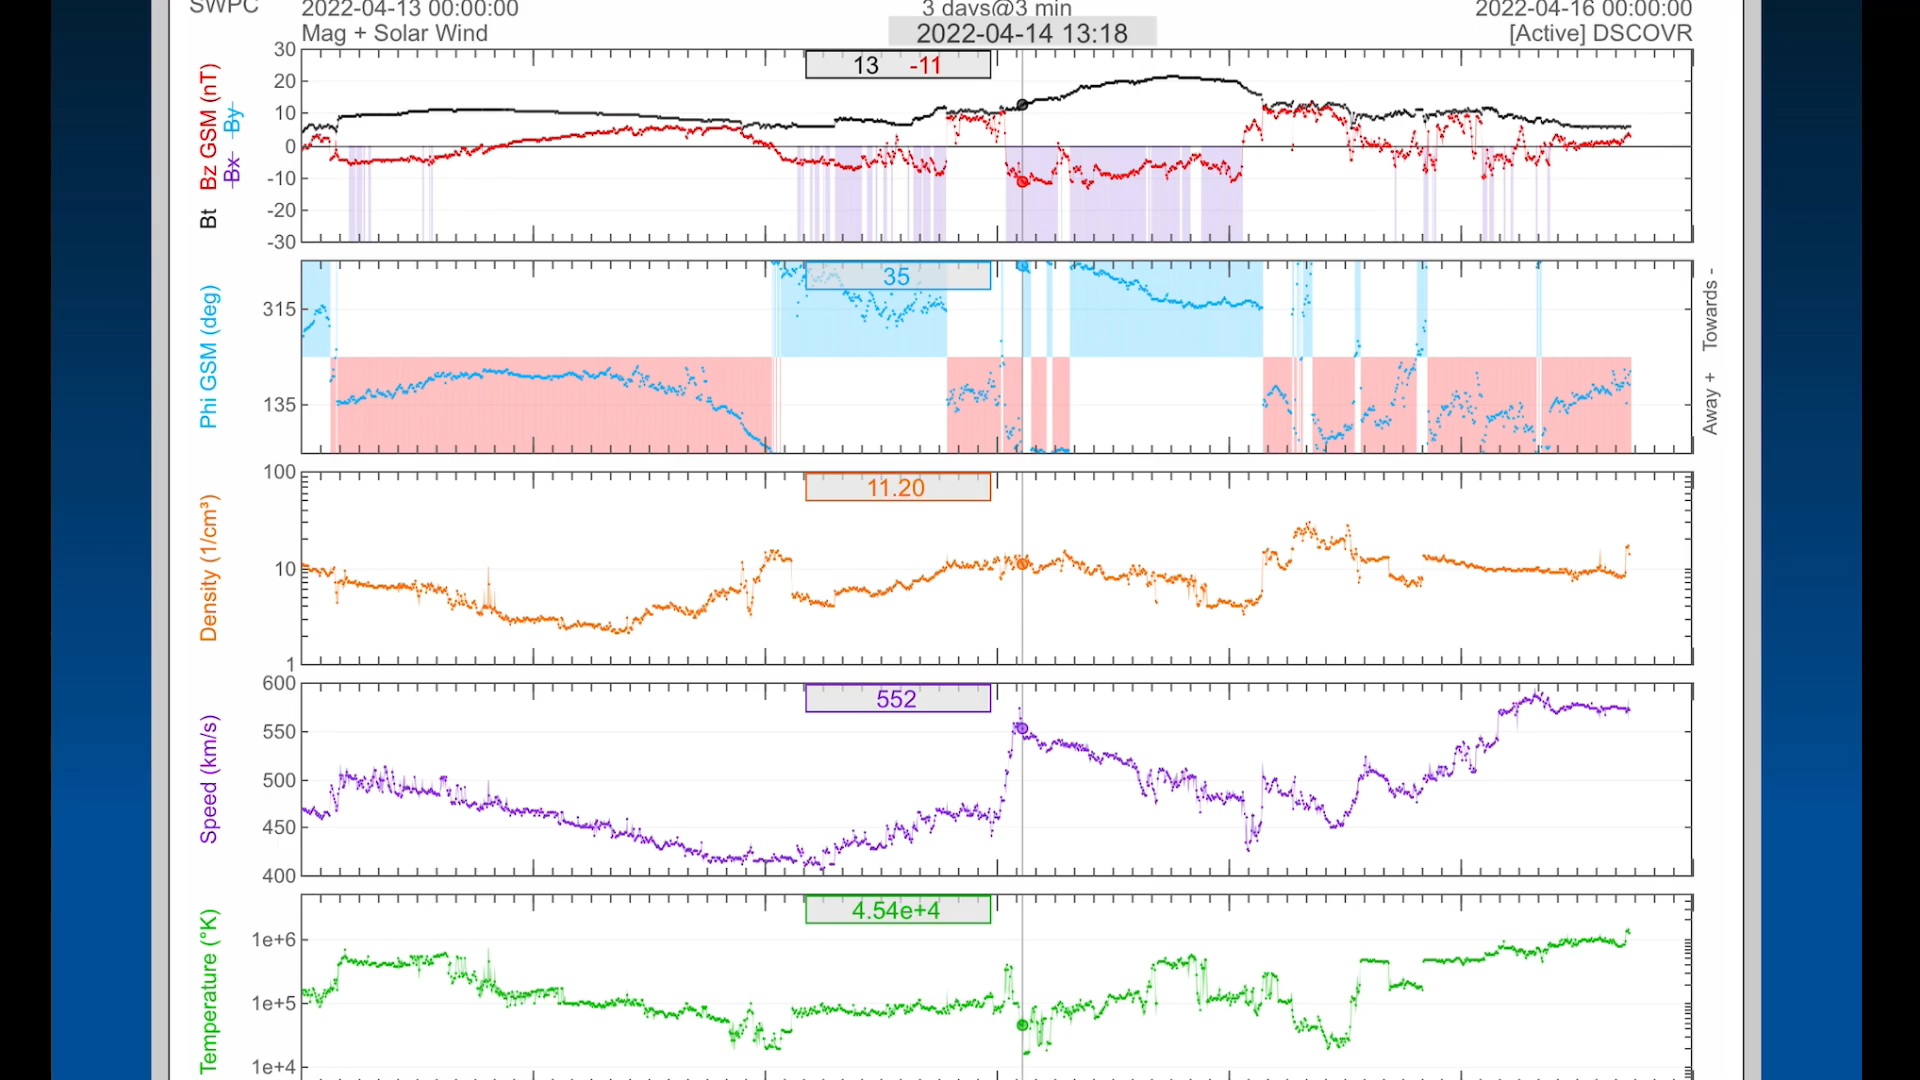 SWPC
2022-04-13 00:00:00
3 days@3 min
2022-04-16 00:00:00
Mag + Solar Wind
2022-04-14 13:18
[Active] DSCOVR
13 -11
Bt Bz GSM (nT)
Bx By
30
20
10
0
-10
-20
-30
35
Phi GSM (deg)
315
135
Away + Towards -
11.20
Density (1/cm³)
100
10
1
552
Speed (km/s)
600
550
500
450
400
4.54e+4
Temperature (°K)
1e+6
1e+5
1e+4